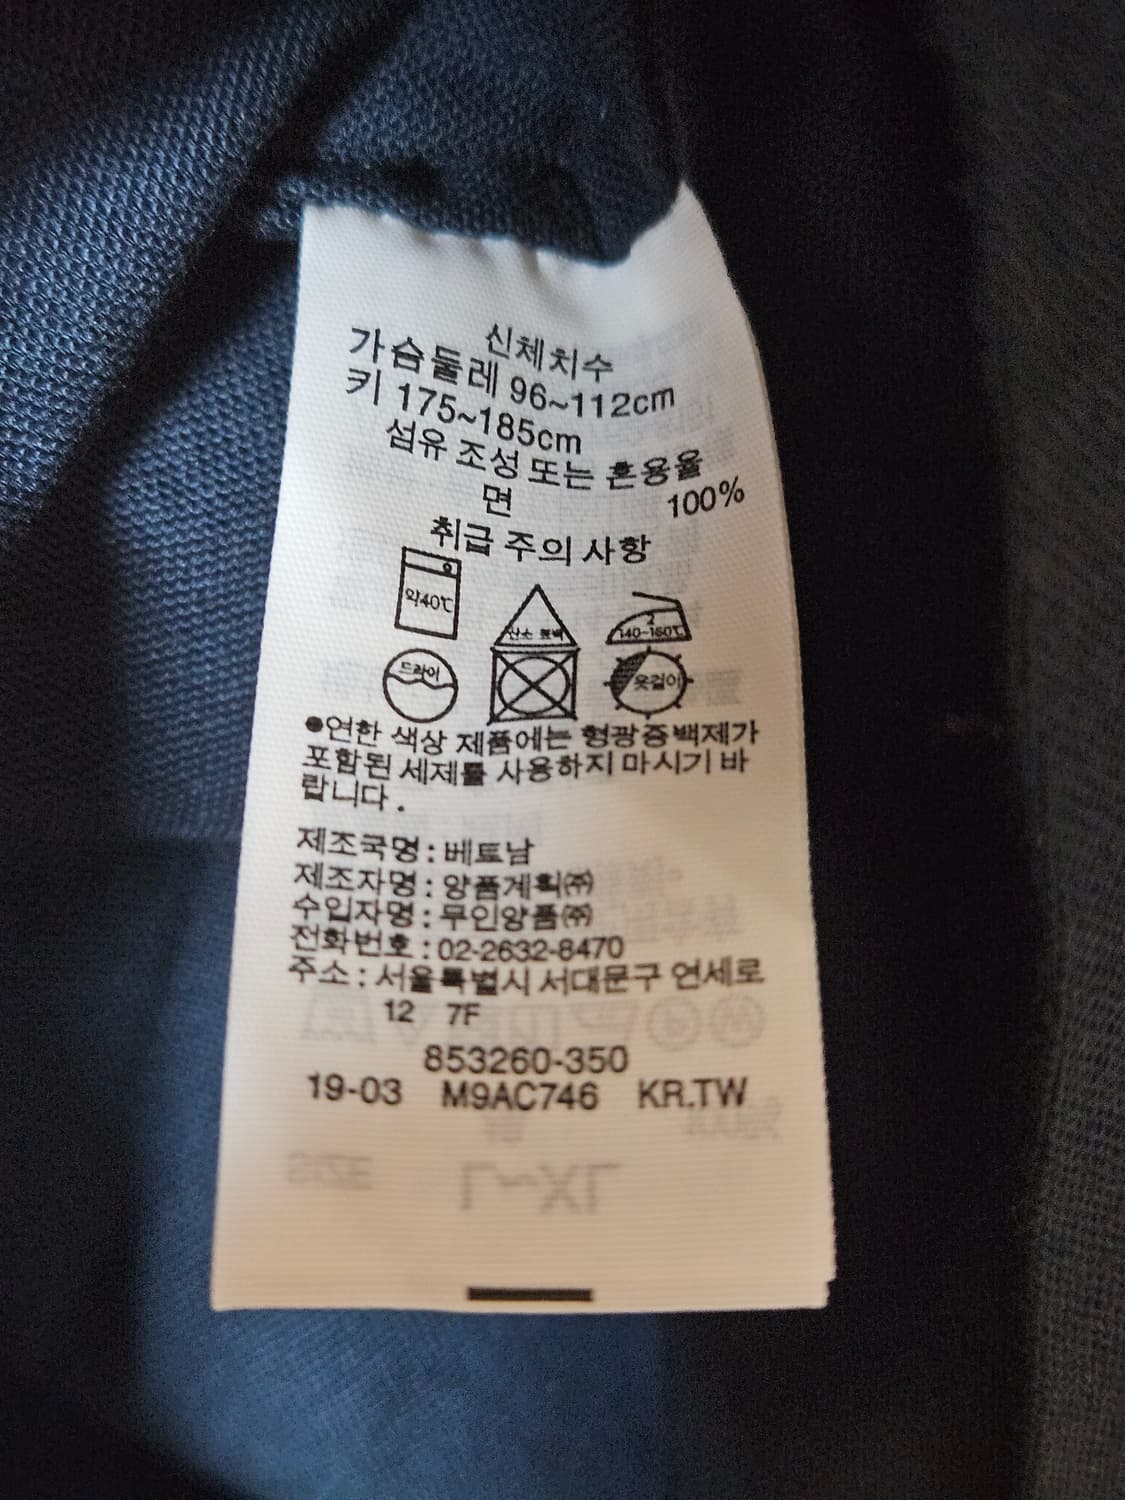 신체치수
가슴둘레 96~112cm
키 175~185cm
섬유 조성 또는 혼용율
면 100%
취급 주의 사항
약40℃
산소 표백
2
140~160℃
드라이
옷걸이
●연한 색상 제품에는 형광증백제가
포함된 세제를 사용하지 마시기 바
랍니다.
제조국명 : 베트남
제조자명 : 양품계획㈜
수입자명 : 무인양품㈜
전화번호 : 02-2632-8470
주소 : 서울특별시 서대문구 연세로
12 7F
853260-350
19-03 M9AC746 KR.TW
SIZE L~XL